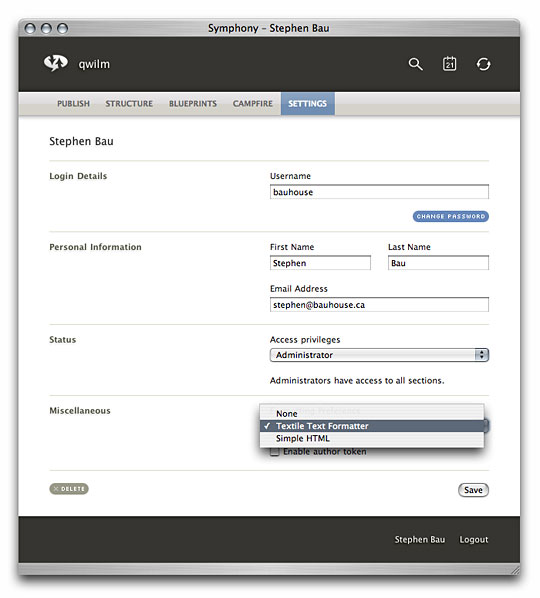 Symphony – Stephen Bau
qwilm
21
PUBLISH STRUCTURE BLUEPRINTS CAMPFIRE SETTINGS
Stephen Bau
Login Details
Username
bauhouse
CHANGE PASSWORD
Personal Information
First Name Last Name
Stephen Bau
Email Address
stephen@bauhouse.ca
Status
Access privileges
Administrator
Administrators have access to all sections.
Miscellaneous
None
✓ Textile Text Formatter
Simple HTML
Enable author token
× DELETE
Save
Stephen Bau Logout